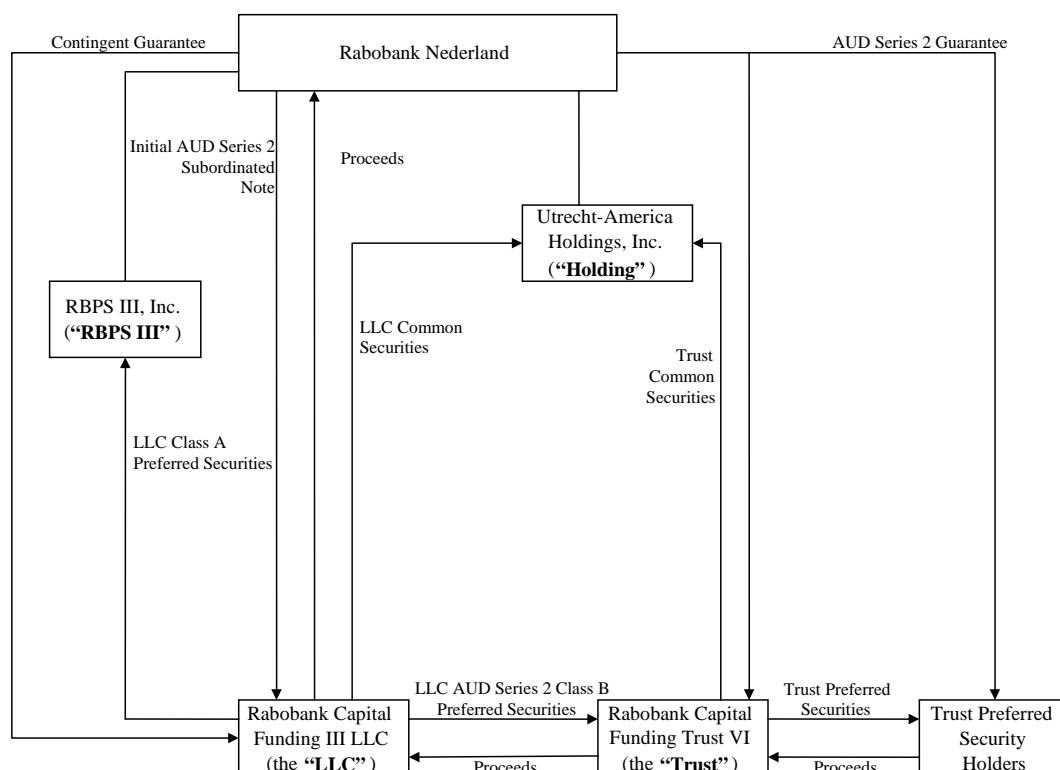 Contingent Guarantee
AUD Series 2 Guarantee
Rabobank Nederland
Initial AUD Series 2
Subordinated
Note
Proceeds
Utrecht-America
Holdings, Inc.
(“Holding” )
RBPS III, Inc.
(“RBPS III” )
LLC Common
Securities
Trust
Common
Securities
LLC Class A
Preferred Securities
LLC AUD Series 2 Class B
Preferred Securities
Trust Preferred
Securities
Rabobank Capital
Funding III LLC
(the “LLC” )
Rabobank Capital
Funding Trust VI
(the “Trust” )
Trust Preferred
Security
Holders
Proceeds
Proceeds